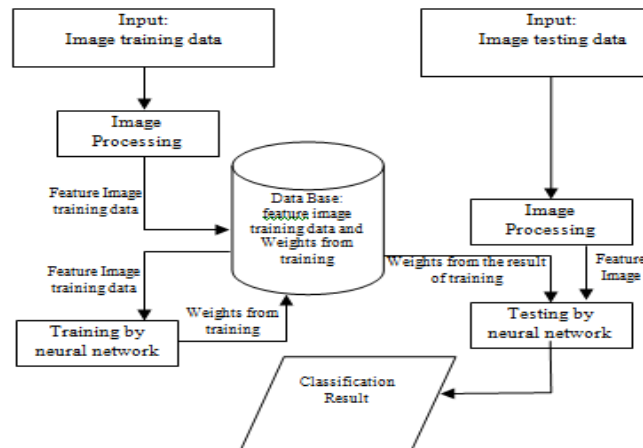 Input:
Image training data
Input:
Image testing data
Image
Processing
Feature Image
training data
Data Base:
feature image
training data and
Weights from
training
Image
Processing
Feature Image
training data
Weights from the result
of training
Feature
Image
Weights from
training
Training by
neural network
Testing by
neural network
Classification
Result